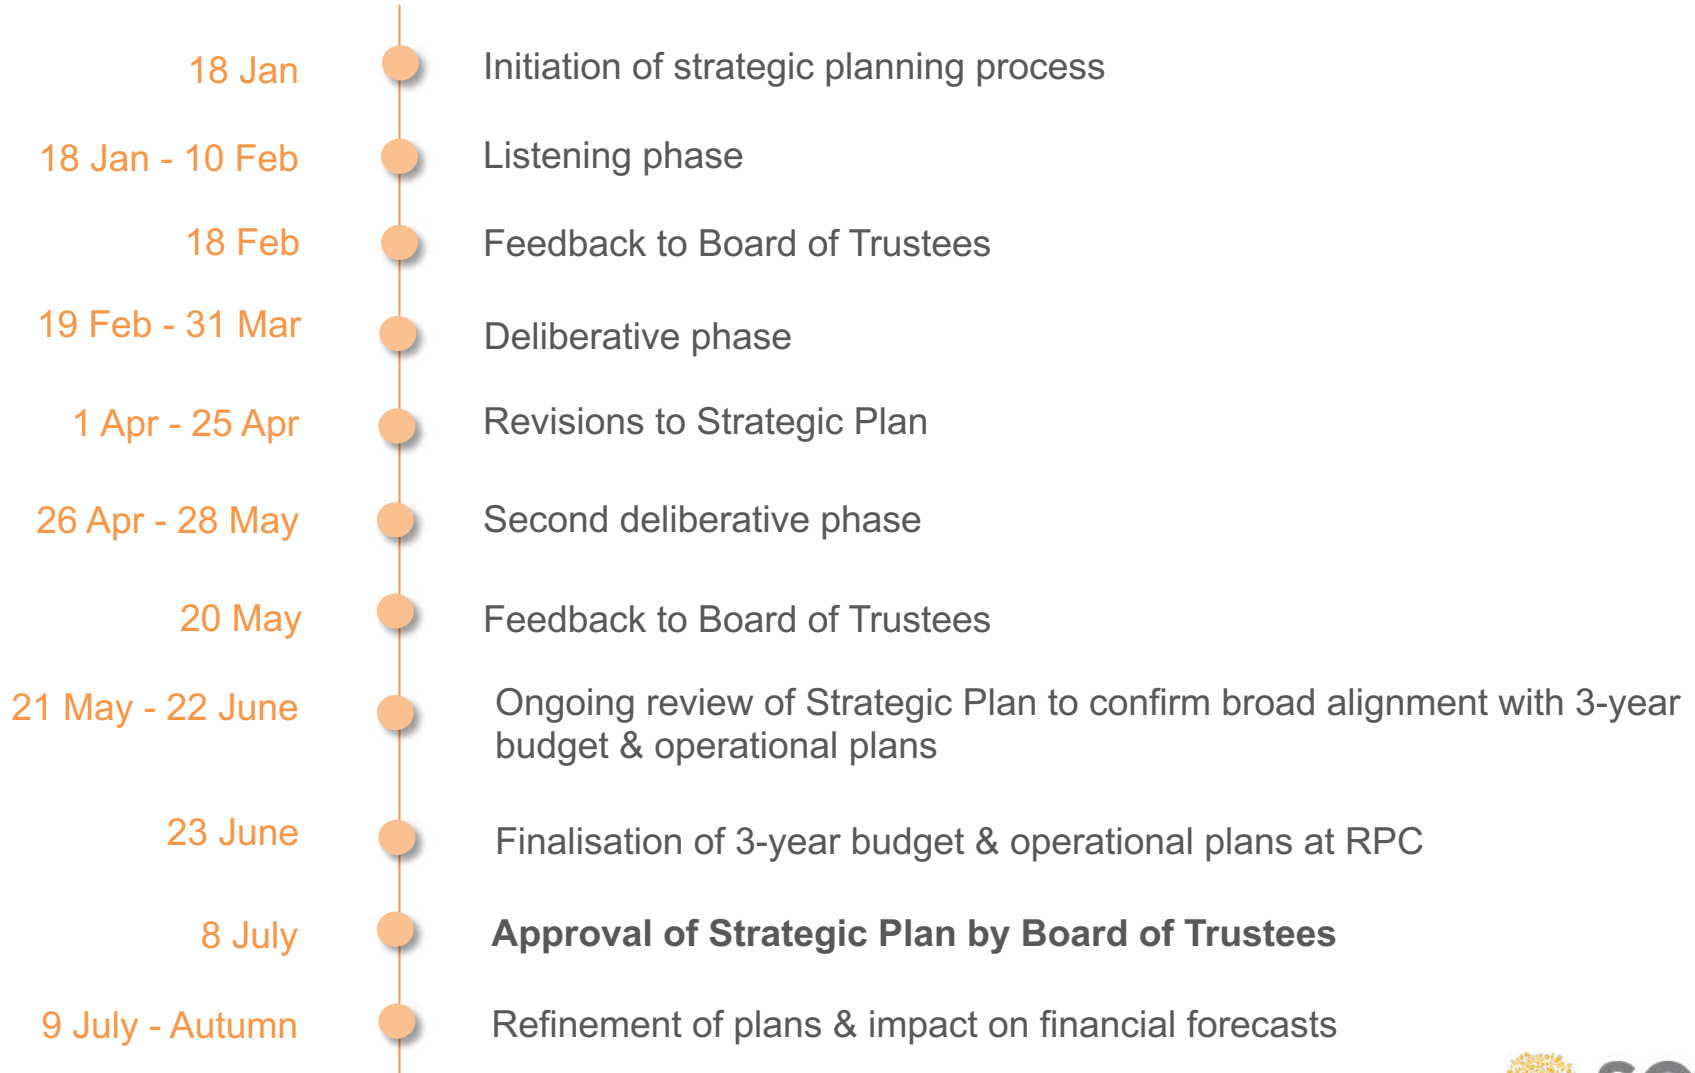 18 Jan Initiation of strategic planning process
18 Jan - 10 Feb Listening phase
18 Feb Feedback to Board of Trustees
19 Feb - 31 Mar Deliberative phase
1 Apr - 25 Apr Revisions to Strategic Plan
26 Apr - 28 May Second deliberative phase
20 May Feedback to Board of Trustees
21 May - 22 June Ongoing review of Strategic Plan to confirm broad alignment with 3-year
budget & operational plans
23 June Finalisation of 3-year budget & operational plans at RPC
8 July Approval of Strategic Plan by Board of Trustees
9 July - Autumn Refinement of plans & impact on financial forecasts